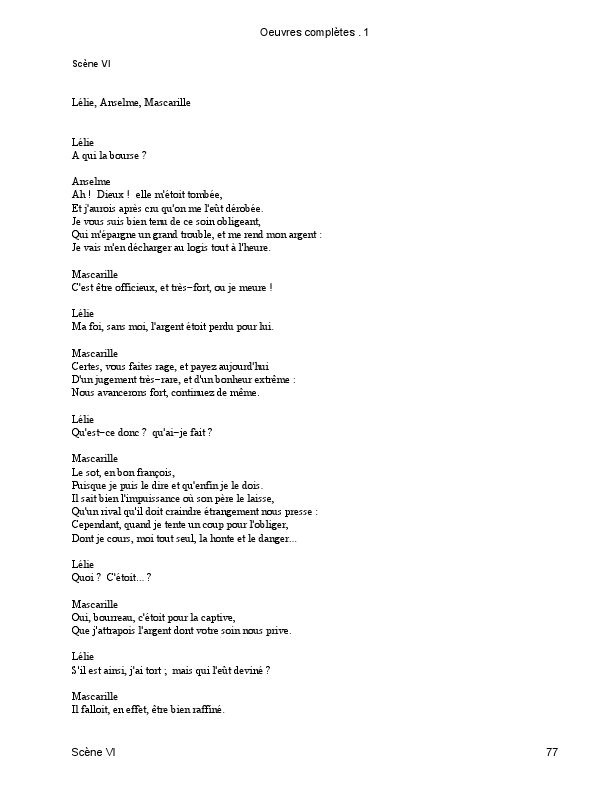 Oeuvres complètes . 1
Scène VI
Lélie, Anselme, Mascarille
Lélie
A qui la bourse ?
Anselme
Ah ! Dieux ! elle m'étoit tombée,
Et j'aurois après cru qu'on me l'eût dérobée.
Je vous suis bien tenu de ce soin obligeant,
Qui m'épargne un grand trouble, et me rend mon argent :
Je vais m'en décharger au logis tout à l'heure.
Mascarille
C'est être officieux, et très−fort, ou je meure !
Lélie
Ma foi, sans moi, l'argent étoit perdu pour lui.
Mascarille
Certes, vous faites rage, et payez aujourd'hui
D'un jugement très−rare, et d'un bonheur extrême :
Nous avancerons fort, continuez de même.
Lélie
Qu'est−ce donc ? qu'ai−je fait ?
Mascarille
Le sot, en bon françois,
Puisque je puis le dire et qu'enfin je le dois.
Il sait bien l'impuissance où son père le laisse,
Qu'un rival qu'il doit craindre étrangement nous presse :
Cependant, quand je tente un coup pour l'obliger,
Dont je cours, moi tout seul, la honte et le danger...
Lélie
Quoi ? C'étoit... ?
Mascarille
Oui, bourreau, c'étoit pour la captive,
Que j'attrapois l'argent dont votre soin nous prive.
Lélie
S'il est ainsi, j'ai tort ; mais qui l'eût deviné ?
Mascarille
Il falloit, en effet, être bien raffiné.
Scène VI 77